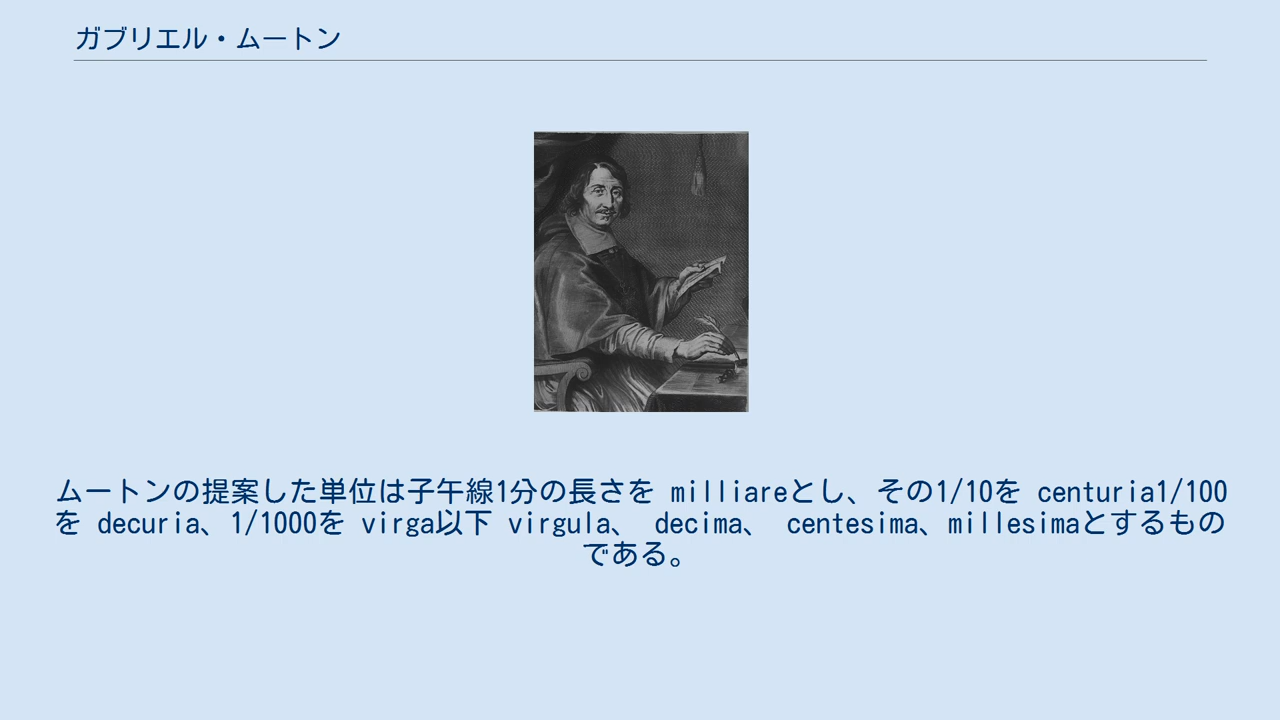 ガブリエル・ムートン
ムートンの提案した単位は子午線1分の長さを milliareとし、その1/10を centuria1/100
を decuria、1/1000を virga以下 virgula、 decima、 centesima、millesimaとするもの
である。